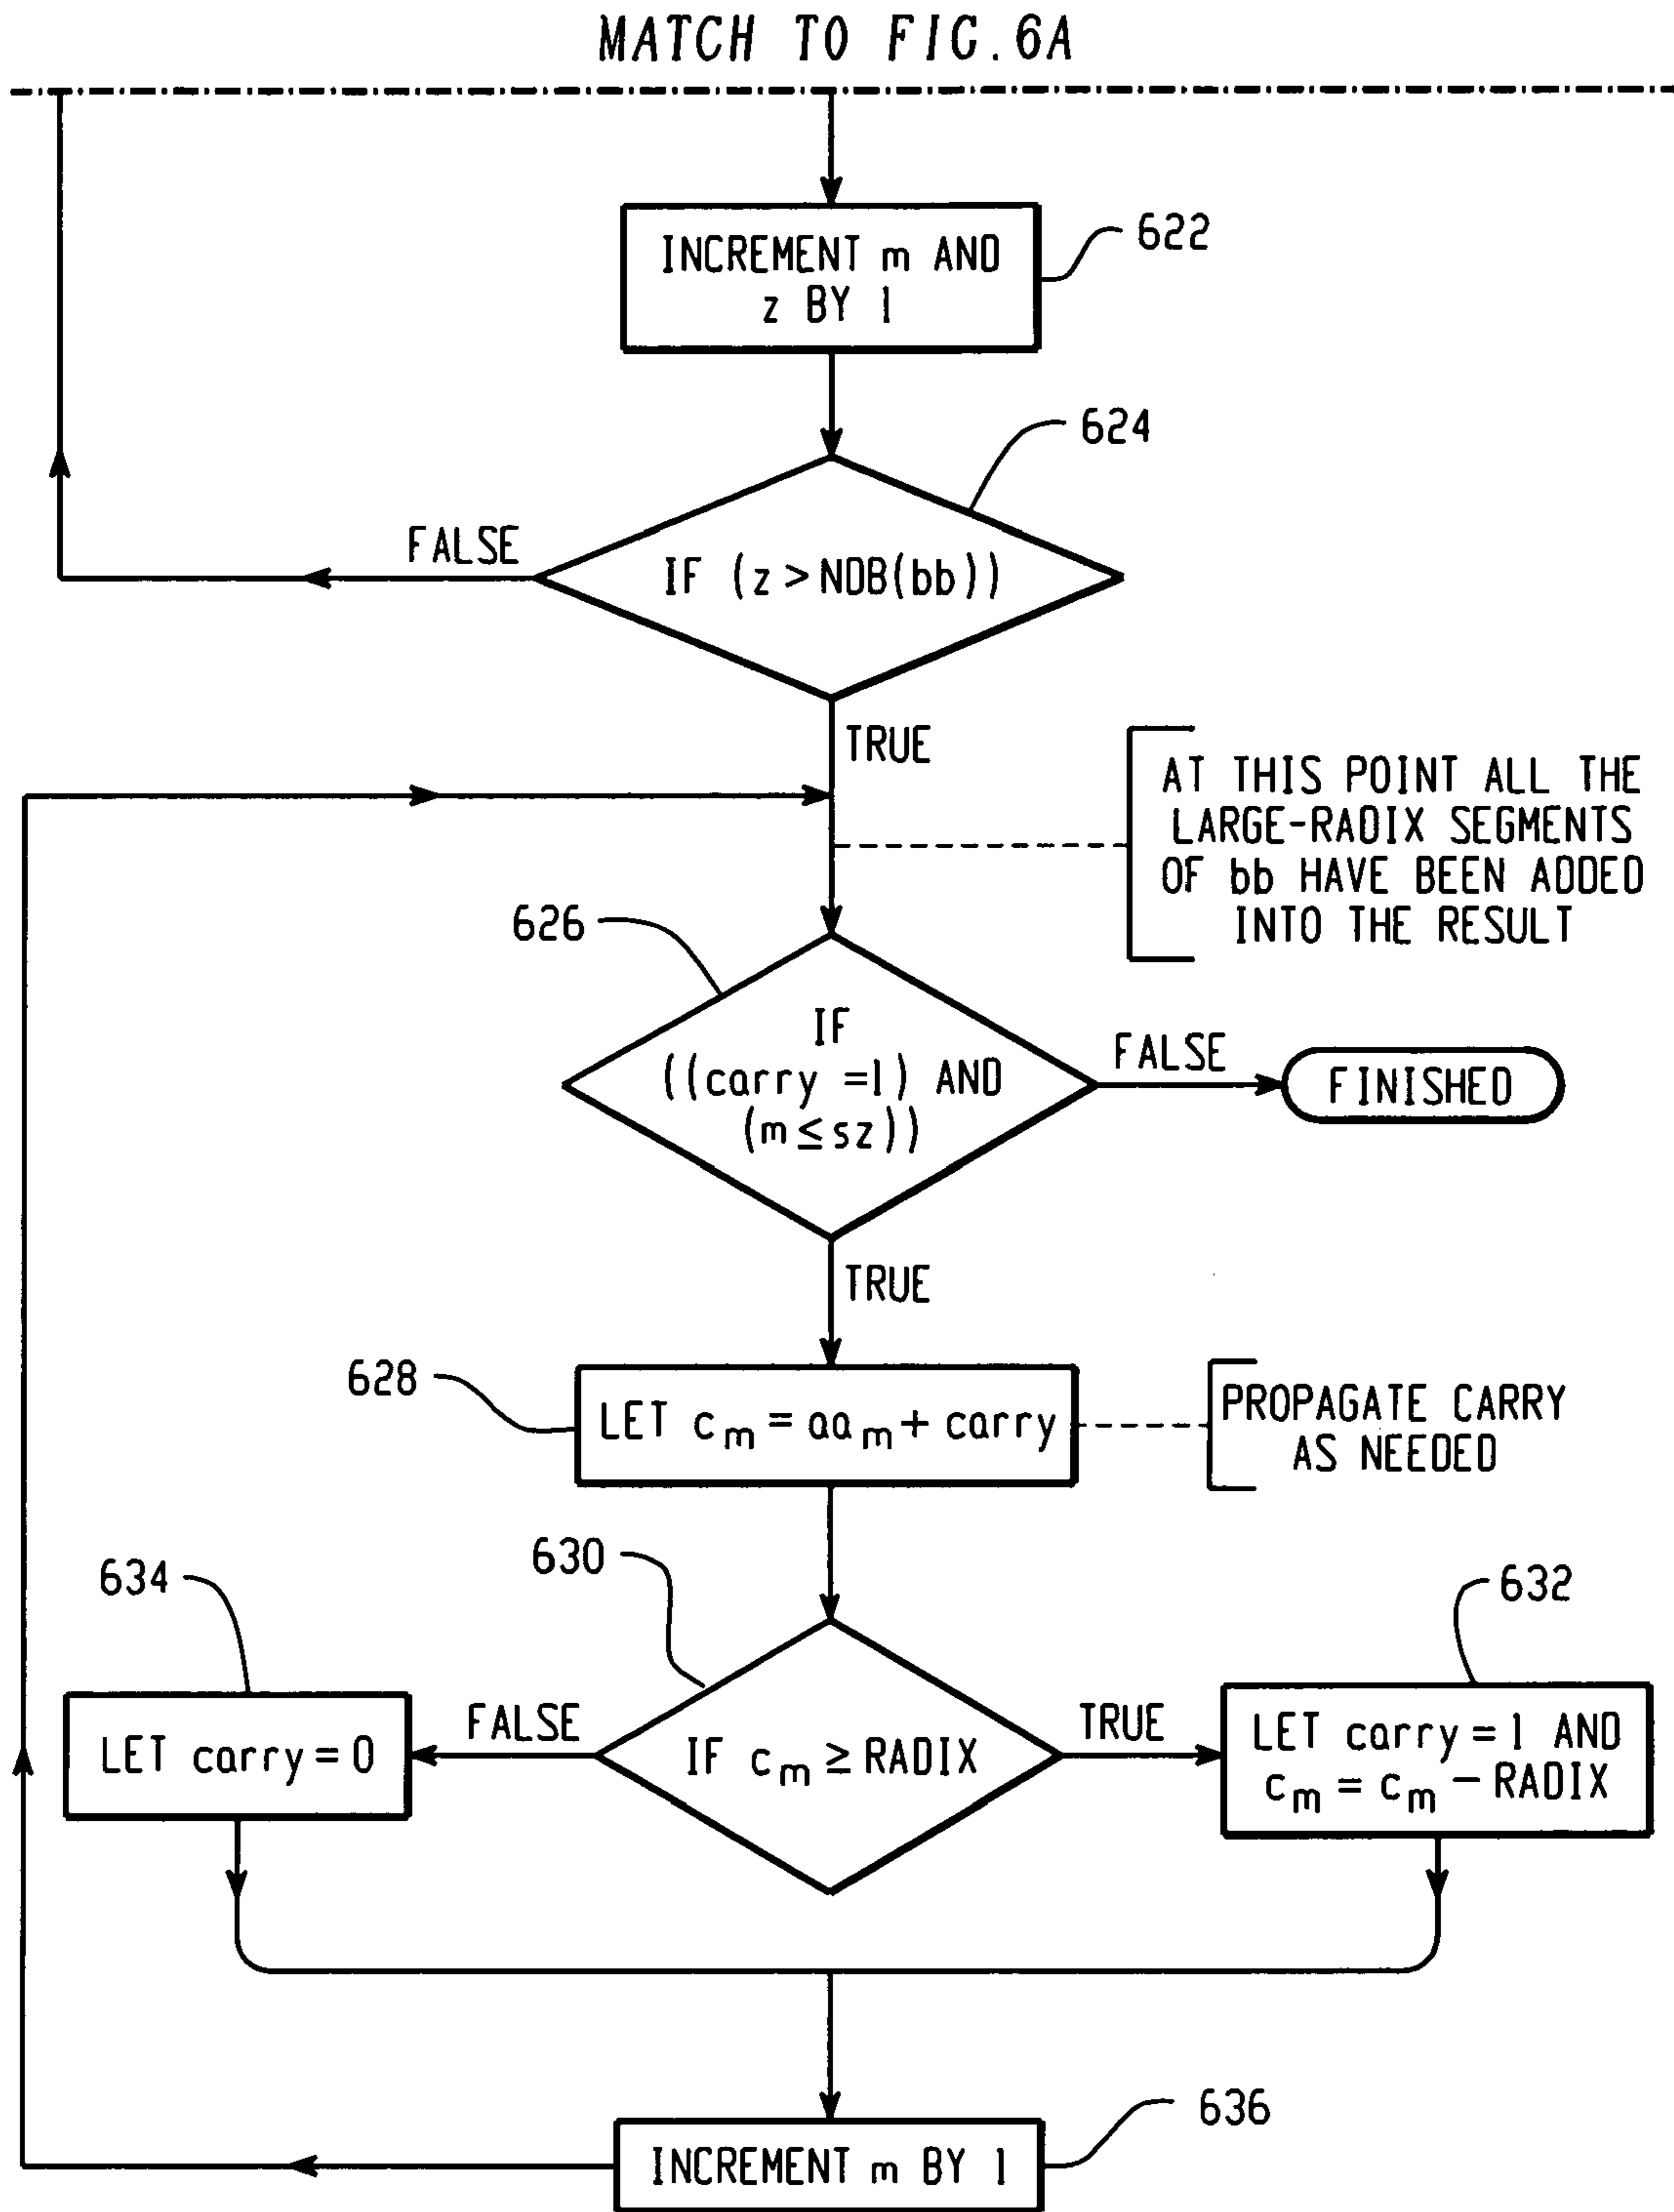 MATCH TO FIG.6A
INCREMENT m AND
z BY 1
622
624
FALSE
IF (z > NDB(bb))
TRUE
AT THIS POINT ALL THE
LARGE-RADIX SEGMENTS
OF bb HAVE BEEN ADDED
INTO THE RESULT
626
IF
((carry =1) AND
(m ≤ sz))
FALSE
FINISHED
TRUE
628
LET c_m = aa_m + carry
PROPAGATE CARRY
AS NEEDED
630
634
632
LET carry = 0
FALSE
IF c_m ≥ RADIX
TRUE
LET carry = 1 AND
c_m = c_m – RADIX
636
INCREMENT m BY 1